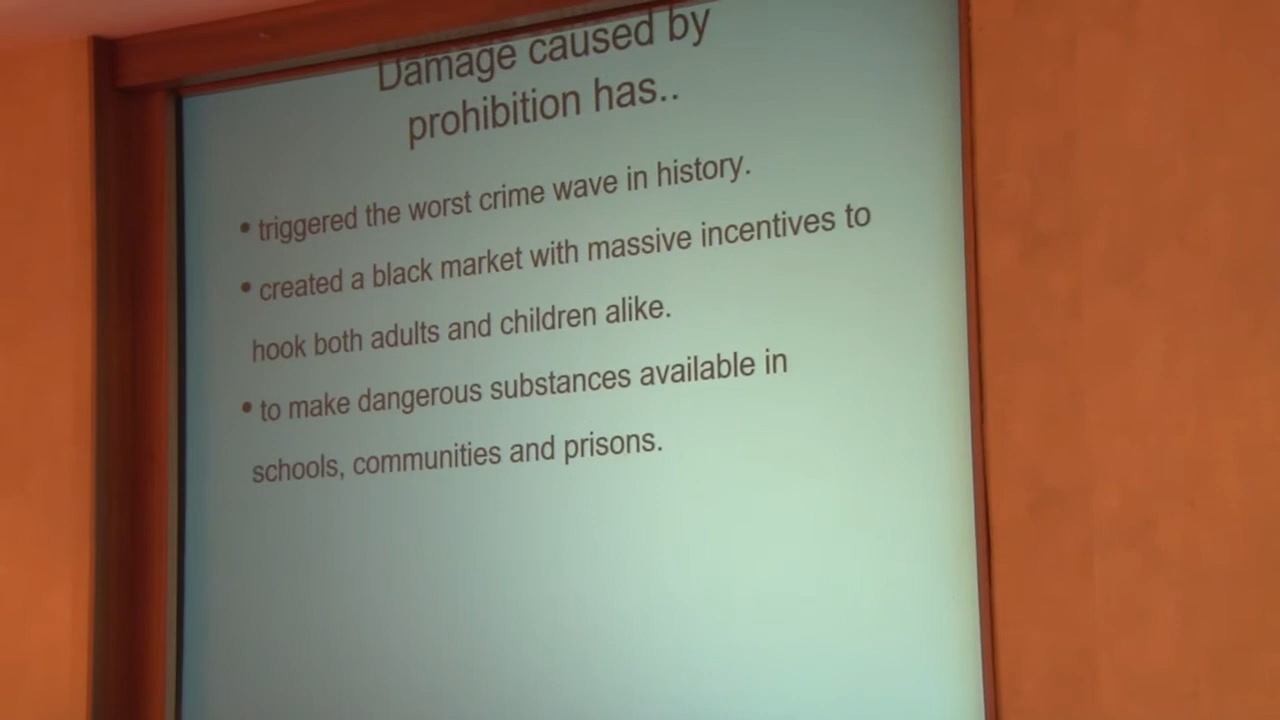 Damage caused by
prohibition has..
• triggered the worst crime wave in history.
• created a black market with massive incentives to
hook both adults and children alike.
• to make dangerous substances available in
schools, communities and prisons.